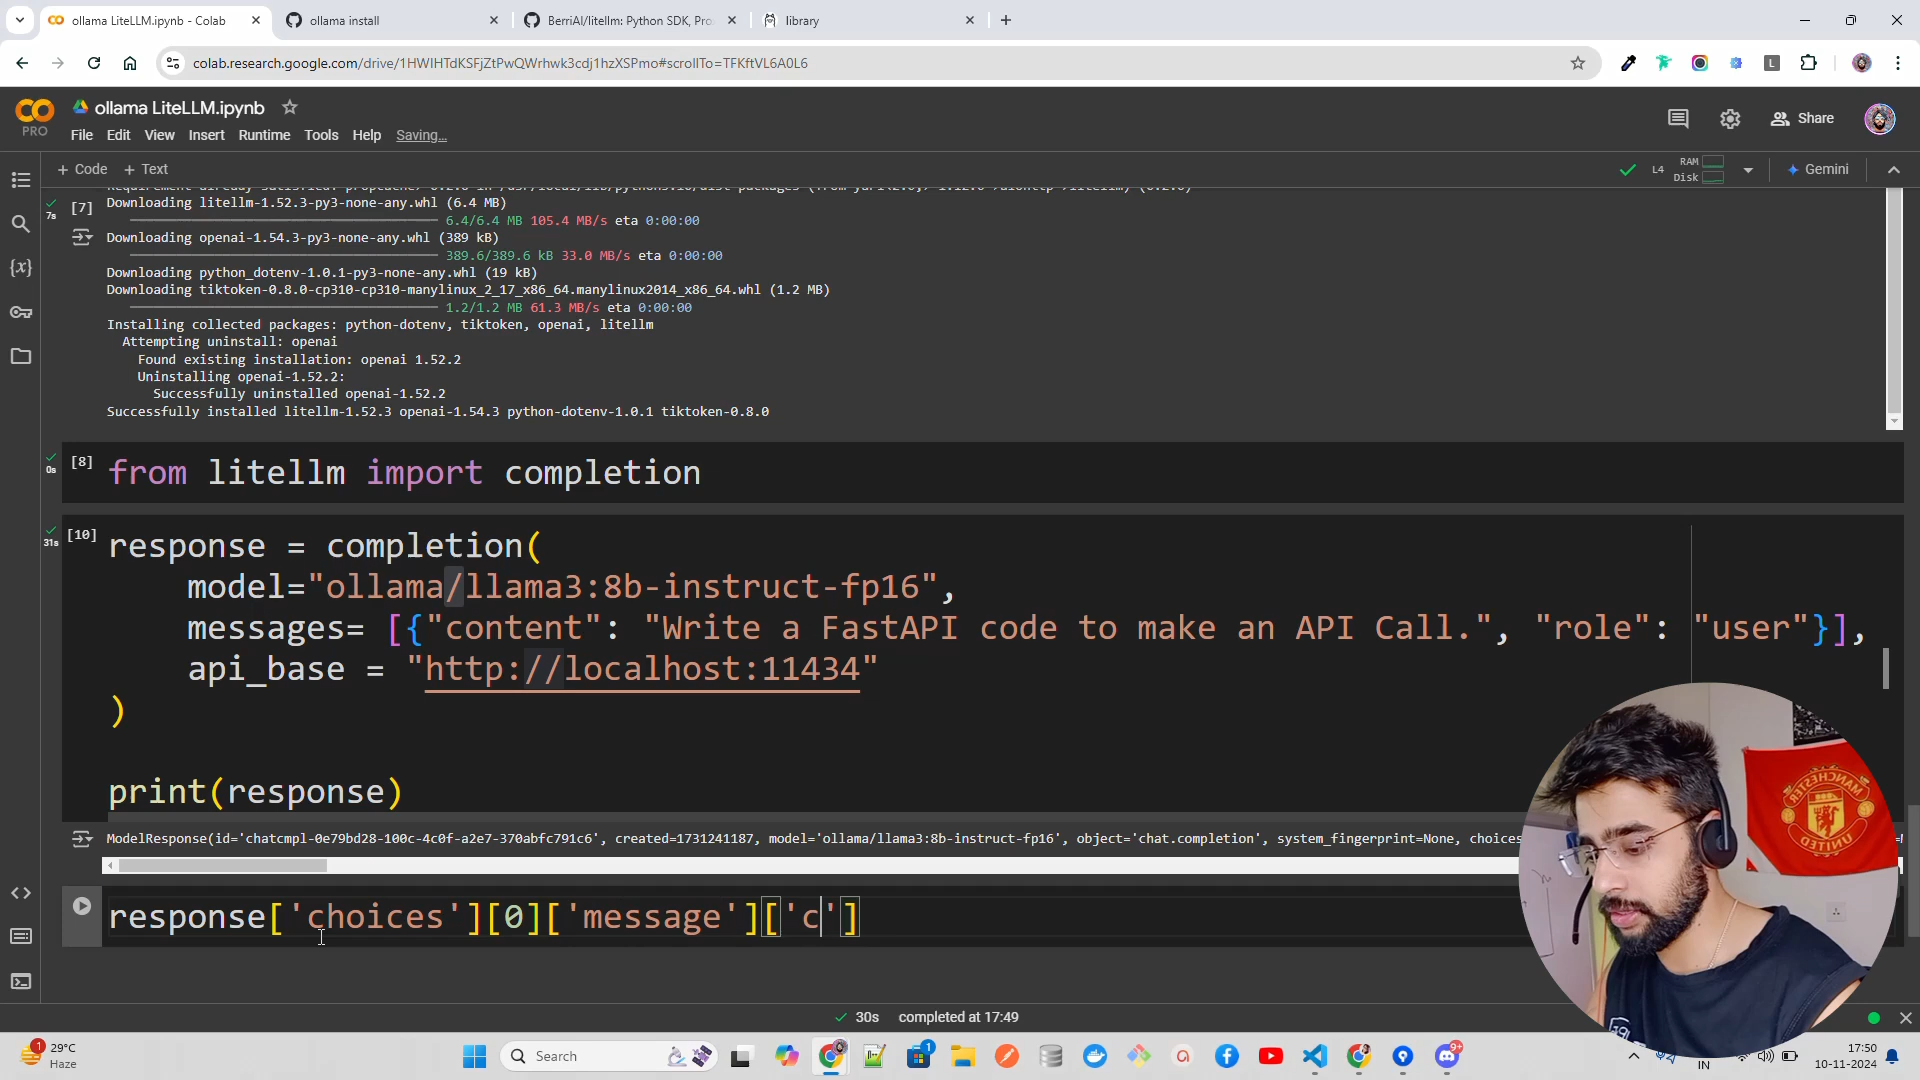 ollama LiteLLM.ipynb - Colab
ollama install
BerriAI/litellm: Python SDK, Pro
library
colab.research.google.com/drive/1HWIHTdKSFjZtPwQWrhwk3cdj1hzXSPmo#scrollTo=TFKftVL6A0L6
ollama LiteLLM.ipynb
PRO
File Edit View Insert Runtime Tools Help Saving...
Share
+ Code + Text
L4 RAM Disk
Gemini
[7]
7s
Downloading litellm-1.52.3-py3-none-any.whl (6.4 MB)
6.4/6.4 MB 105.4 MB/s eta 0:00:00
Downloading openai-1.54.3-py3-none-any.whl (389 kB)
389.6/389.6 kB 33.0 MB/s eta 0:00:00
Downloading python_dotenv-1.0.1-py3-none-any.whl (19 kB)
Downloading tiktoken-0.8.0-cp310-cp310-manylinux_2_17_x86_64.manylinux2014_x86_64.whl (1.2 MB)
1.2/1.2 MB 61.3 MB/s eta 0:00:00
Installing collected packages: python-dotenv, tiktoken, openai, litellm
Attempting uninstall: openai
Found existing installation: openai 1.52.2
Uninstalling openai-1.52.2:
Successfully uninstalled openai-1.52.2
Successfully installed litellm-1.52.3 openai-1.54.3 python-dotenv-1.0.1 tiktoken-0.8.0
[8]
0s
from litellm import completion
[10]
31s
response = completion(
model="ollama/llama3:8b-instruct-fp16",
messages= [{"content": "Write a FastAPI code to make an API Call.", "role": "user"}],
api_base = "http://localhost:11434"
)
print(response)
ModelResponse(id='chatcmpl-0e79bd28-100c-4c0f-a2e7-370abfc791c6', created=1731241187, model='ollama/llama3:8b-instruct-fp16', object='chat.completion', system_fingerprint=None, choices
response['choices'][0]['message']['c']
MANCHESTER
UNITED
30s completed at 17:49
29°C
Haze
Search
IN
17:50
10-11-2024